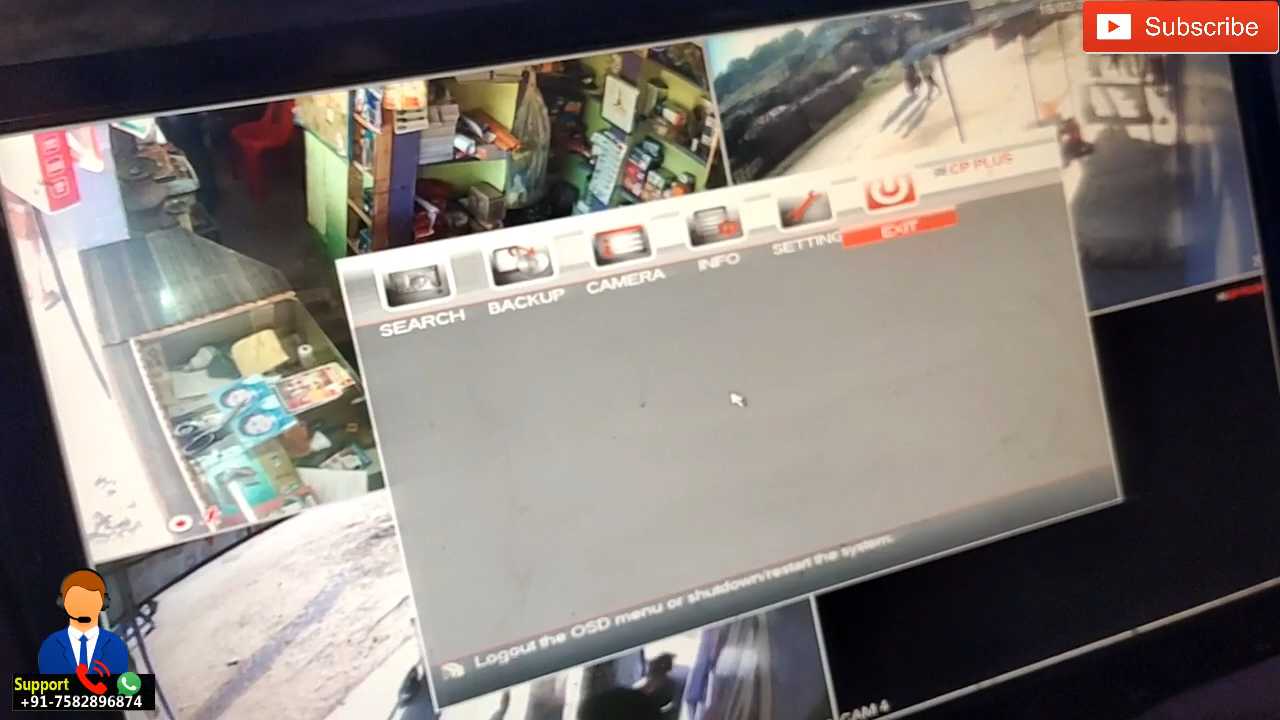 Subscribe
CP PLUS
EXIT
SETTING
INFO
CAMERA
BACKUP
SEARCH
Logout the OSD menu or shutdown/restart the system.
CAM 4
Support
+91-7582896874